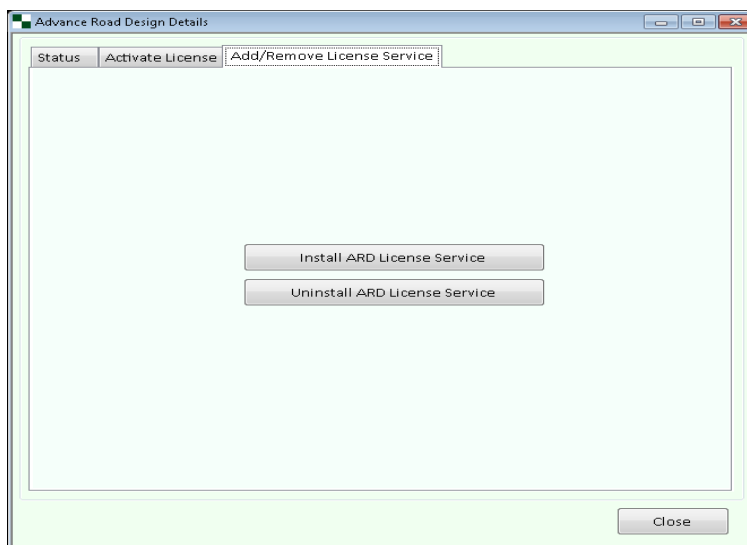 Advance Road Design Details
Status Activate License Add/Remove License Service
Install ARD License Service
Uninstall ARD License Service
Close